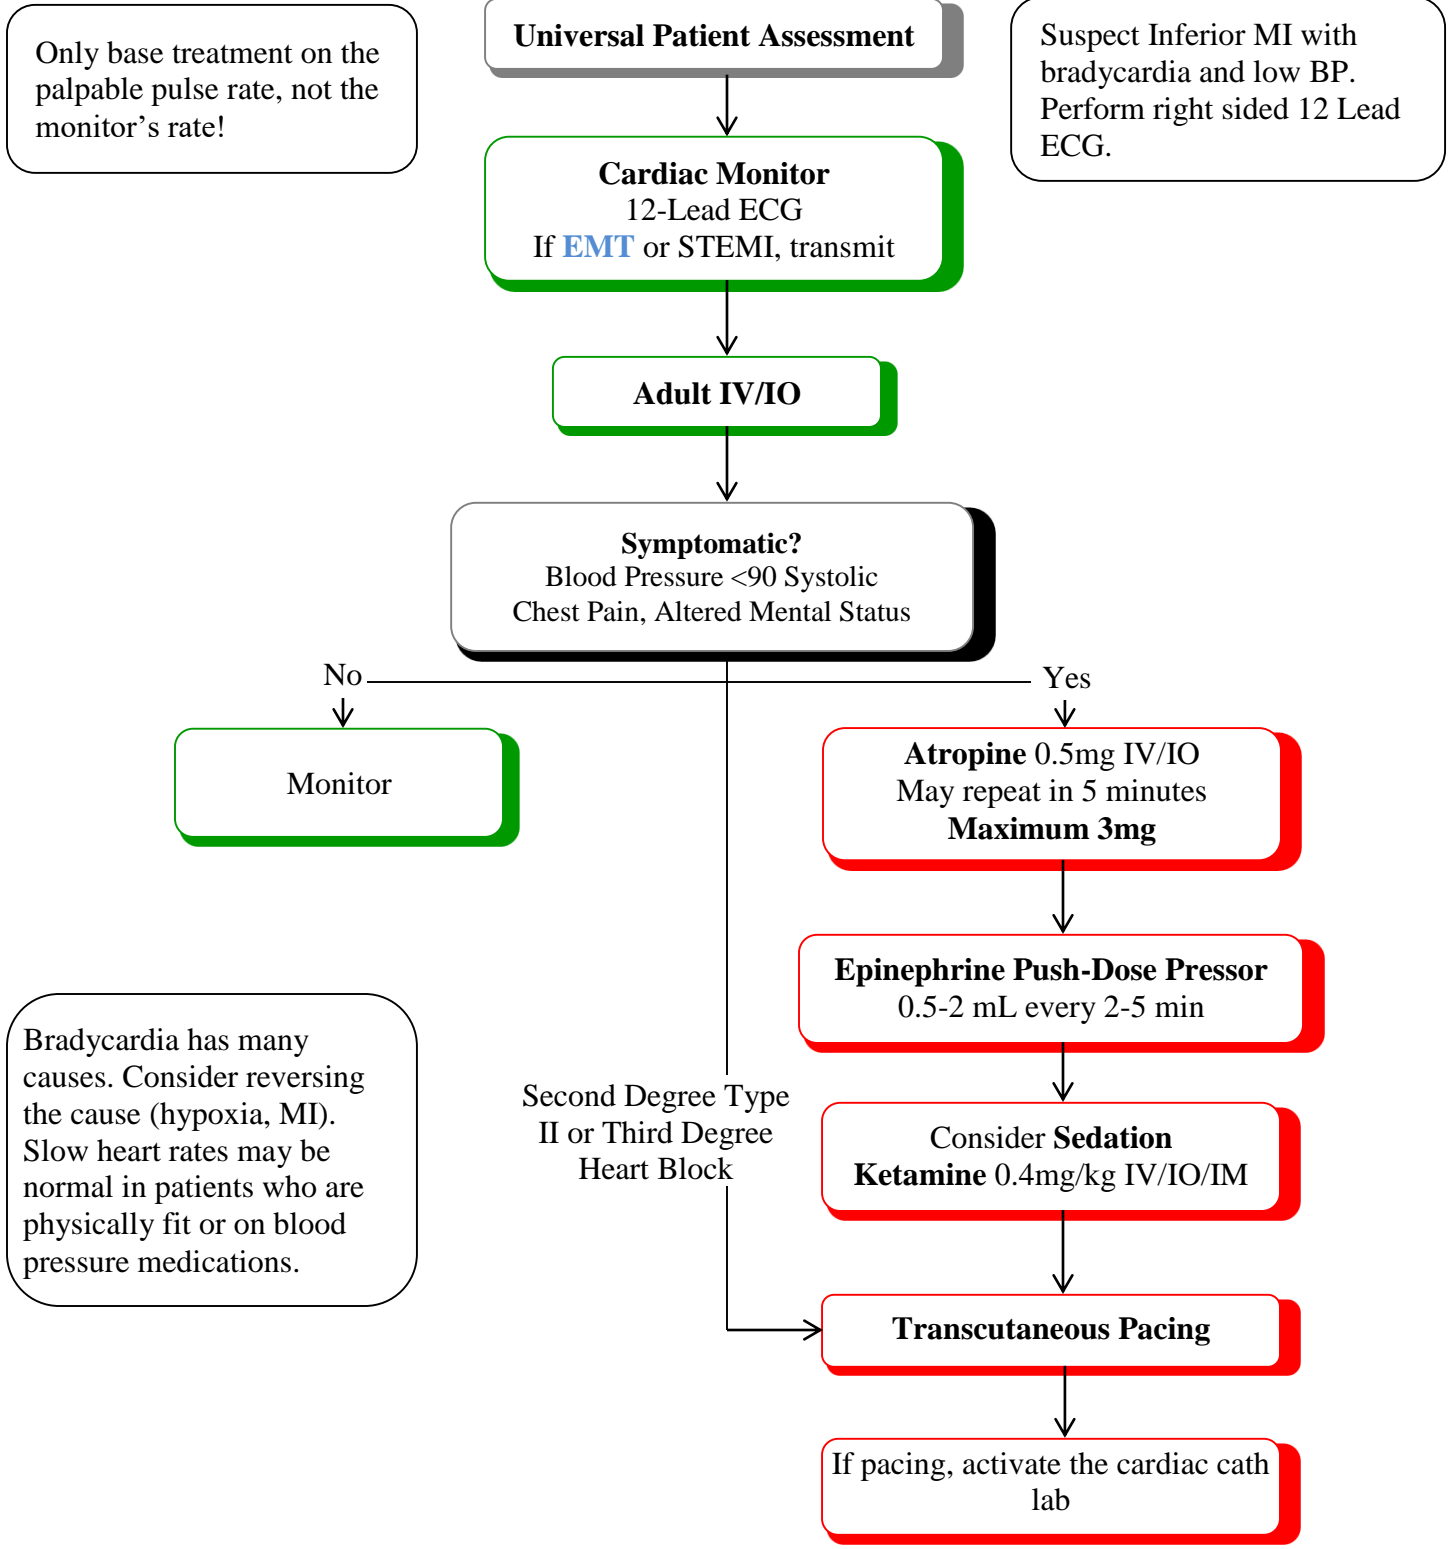 Only base treatment on the
palpable pulse rate, not the
monitor’s rate!
Universal Patient Assessment
Suspect Inferior MI with
bradycardia and low BP.
Perform right sided 12 Lead
ECG.
Cardiac Monitor
12-Lead ECG
If EMT or STEMI, transmit
Adult IV/IO
Symptomatic?
Blood Pressure <90 Systolic
Chest Pain, Altered Mental Status
No
Yes
Monitor
Atropine 0.5mg IV/IO
May repeat in 5 minutes
Maximum 3mg
Epinephrine Push-Dose Pressor
0.5-2 mL every 2-5 min
Bradycardia has many
causes. Consider reversing
the cause (hypoxia, MI).
Slow heart rates may be
normal in patients who are
physically fit or on blood
pressure medications.
Second Degree Type
II or Third Degree
Heart Block
Consider Sedation
Ketamine 0.4mg/kg IV/IO/IM
Transcutaneous Pacing
If pacing, activate the cardiac cath
lab